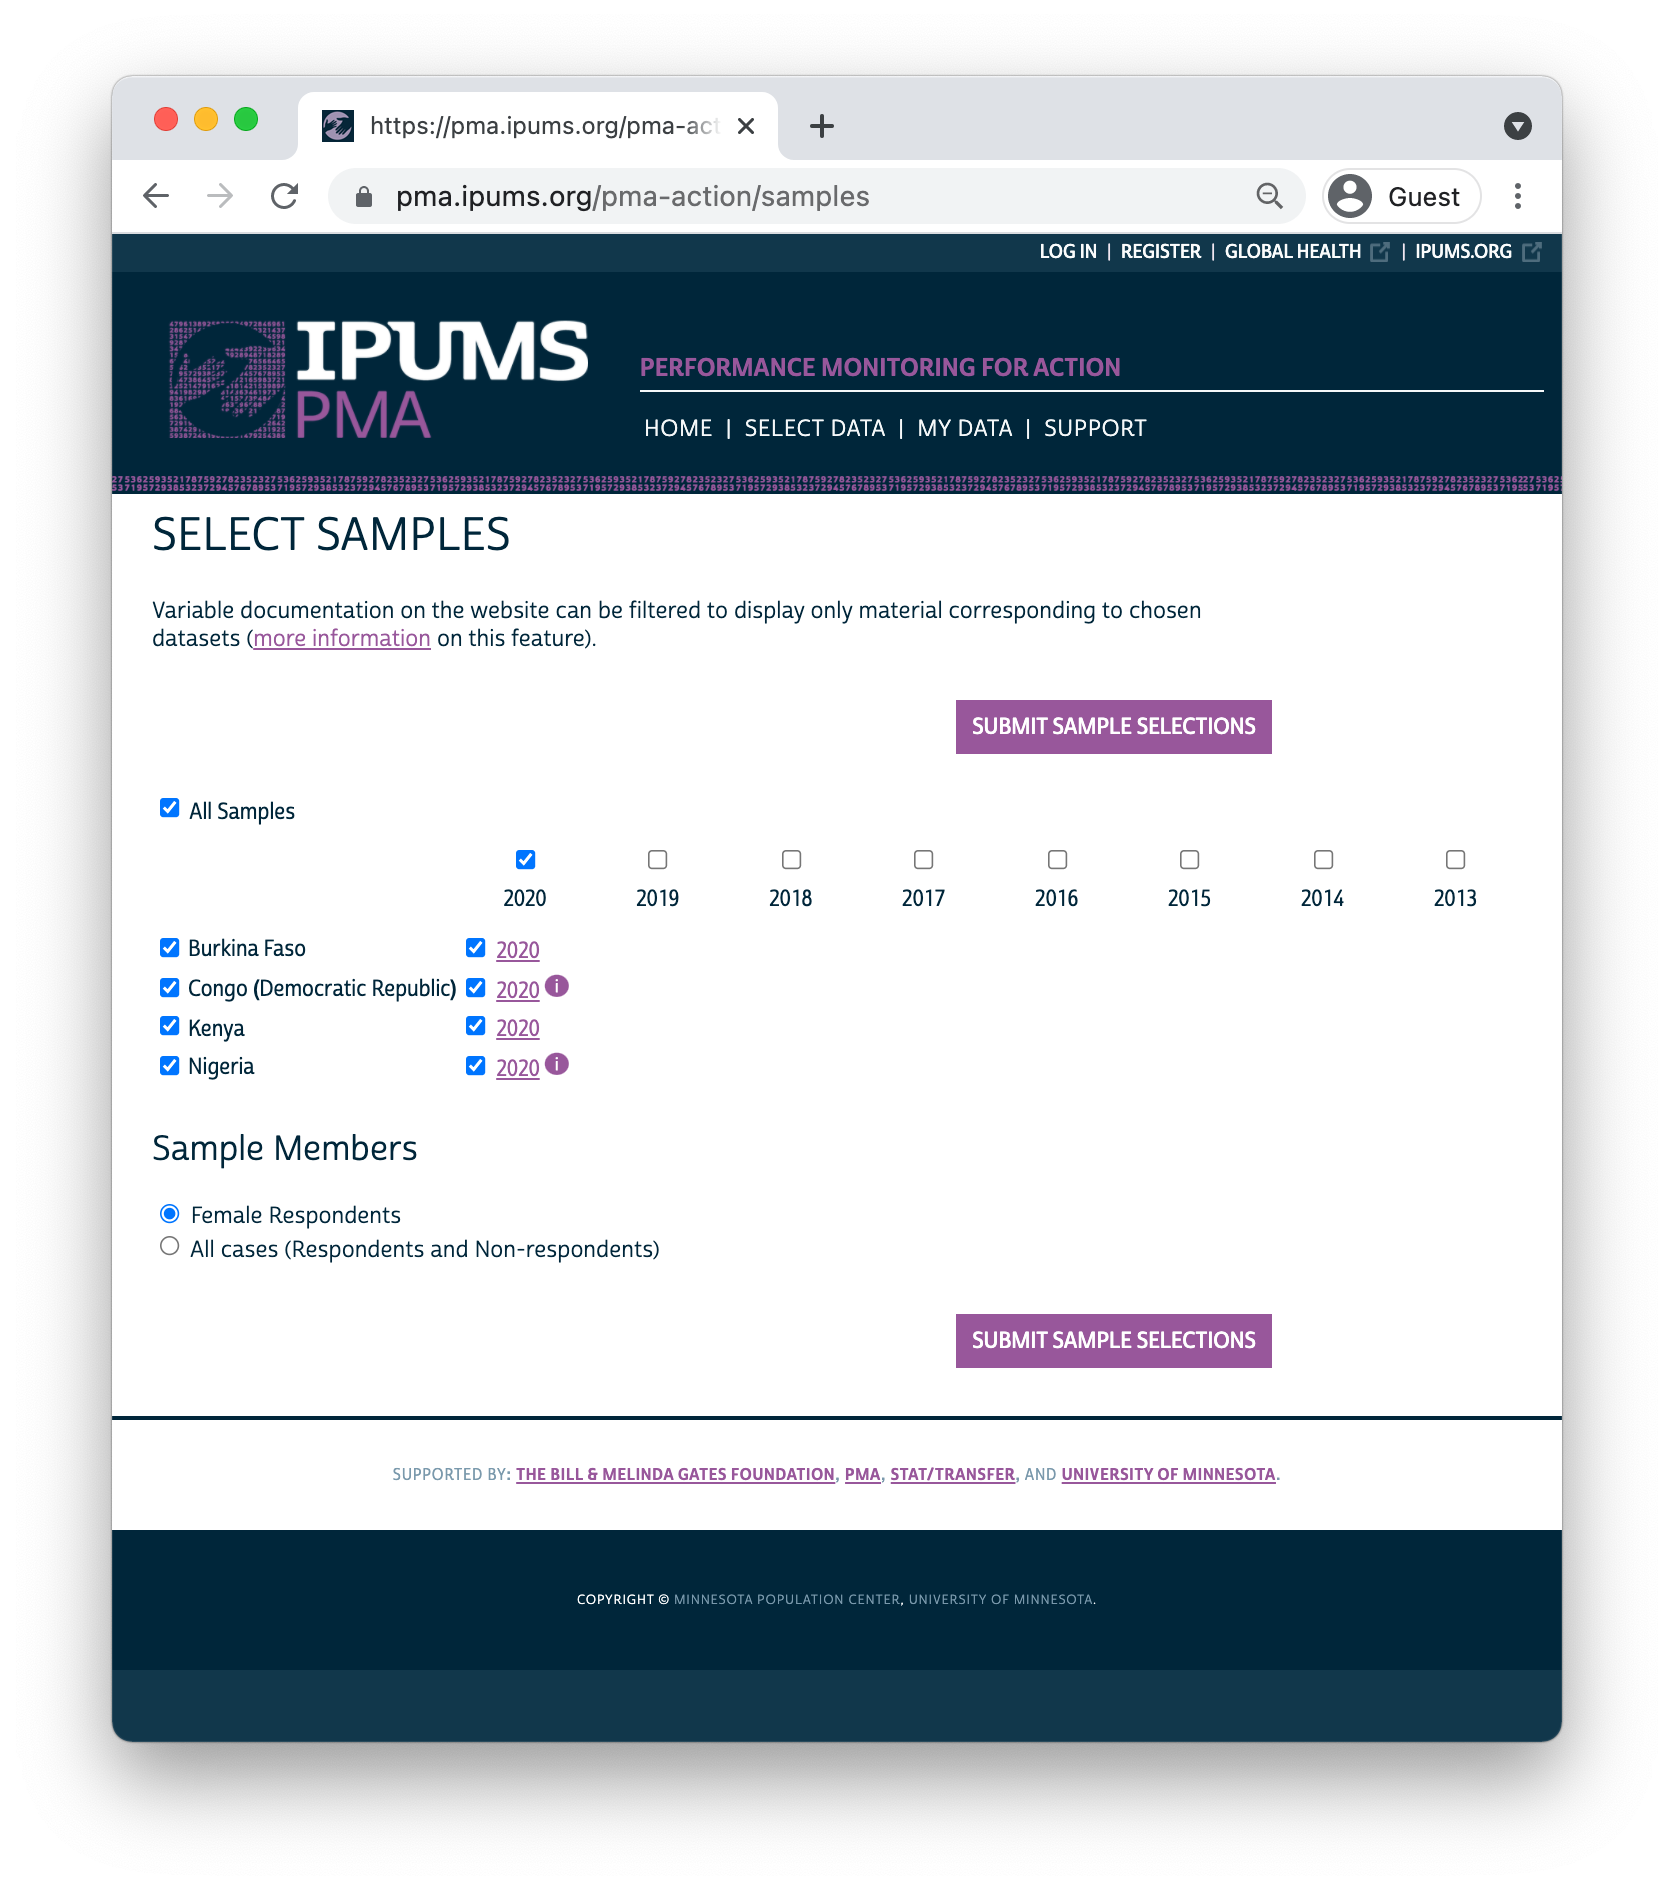 https://pma.ipums.org/pma-act
pma.ipums.org/pma-action/samples
Guest
LOG IN | REGISTER | GLOBAL HEALTH | IPUMS.ORG
IPUMS
PMA
PERFORMANCE MONITORING FOR ACTION
HOME | SELECT DATA | MY DATA | SUPPORT
SELECT SAMPLES
Variable documentation on the website can be filtered to display only material corresponding to chosen
datasets (more information on this feature).
SUBMIT SAMPLE SELECTIONS
All Samples
2020 2019 2018 2017 2016 2015 2014 2013
Burkina Faso 2020
Congo (Democratic Republic) 2020 i
Kenya 2020
Nigeria 2020 i
Sample Members
Female Respondents
All cases (Respondents and Non-respondents)
SUBMIT SAMPLE SELECTIONS
SUPPORTED BY: THE BILL & MELINDA GATES FOUNDATION, PMA, STAT/TRANSFER, AND UNIVERSITY OF MINNESOTA.
COPYRIGHT © MINNESOTA POPULATION CENTER, UNIVERSITY OF MINNESOTA.